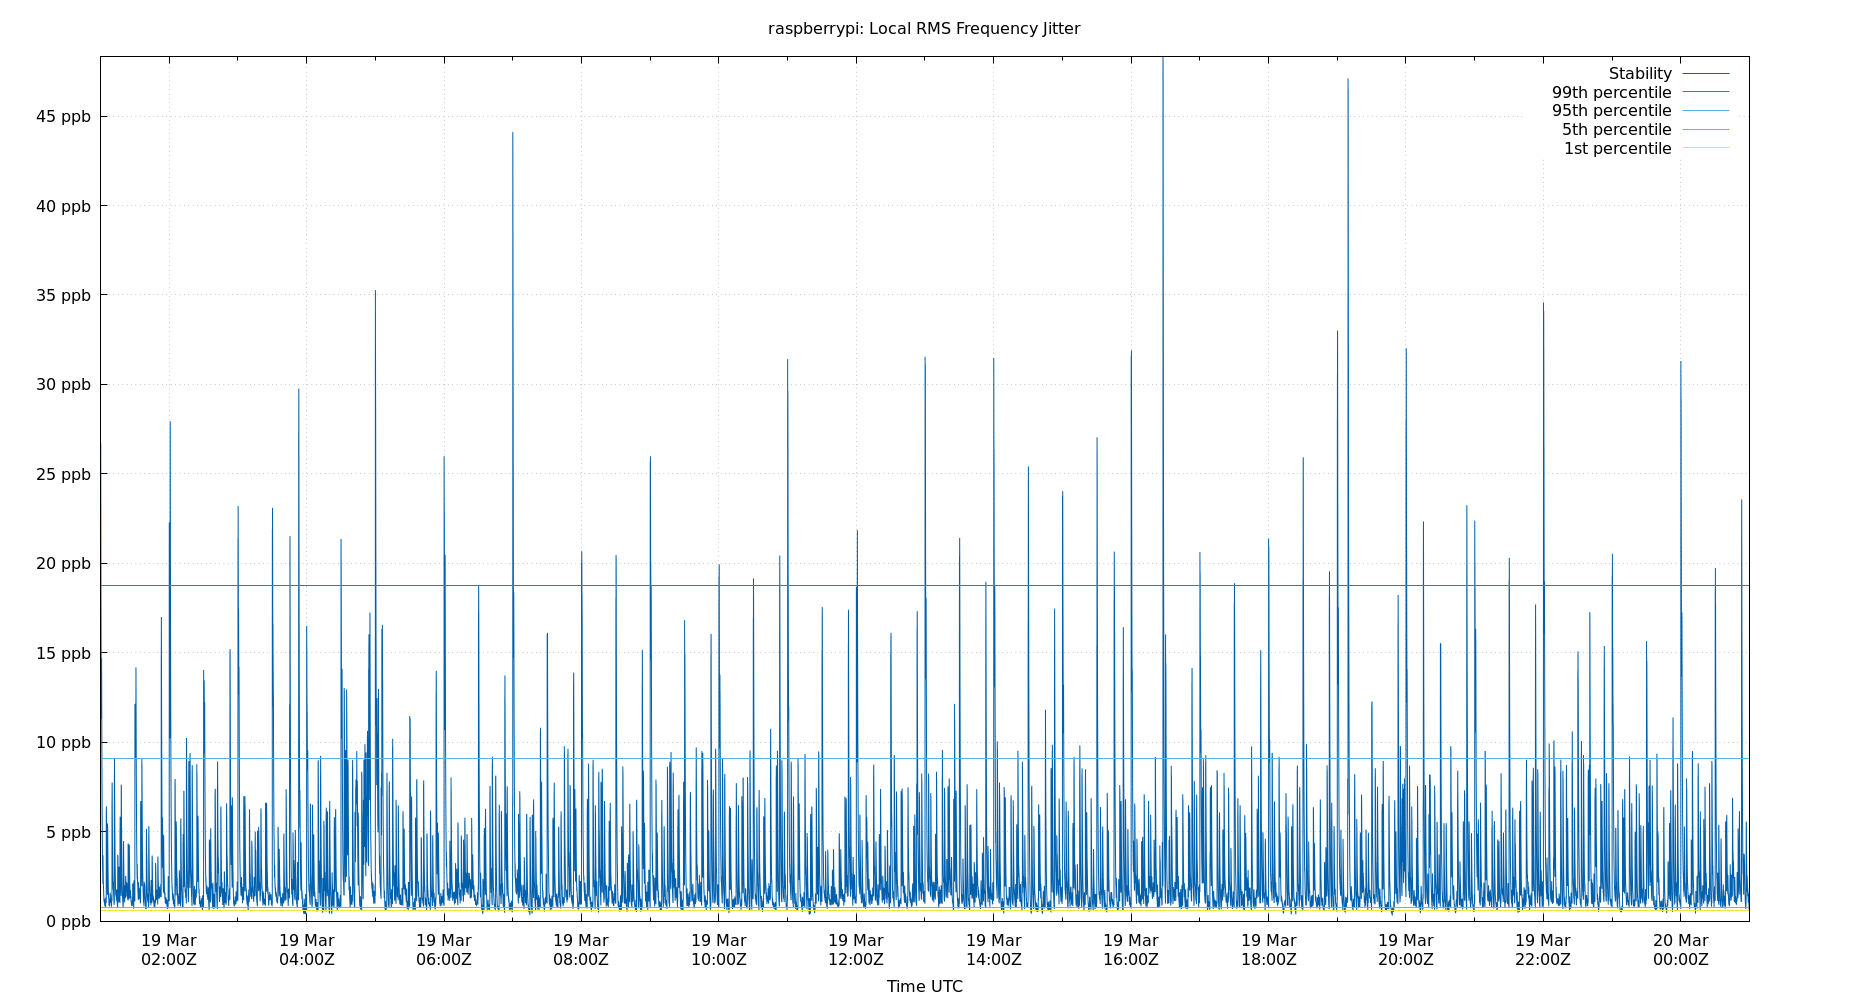 raspberrypi: Local RMS Frequency Jitter
Stability
99th percentile
95th percentile
5th percentile
1st percentile
45 ppb
40 ppb
35 ppb
30 ppb
25 ppb
20 ppb
15 ppb
10 ppb
5 ppb
0 ppb
19 Mar 19 Mar 19 Mar 19 Mar 19 Mar 19 Mar 19 Mar 19 Mar 19 Mar 19 Mar 19 Mar 20 Mar
02:00Z 04:00Z 06:00Z 08:00Z 10:00Z 12:00Z 14:00Z 16:00Z 18:00Z 20:00Z 22:00Z 00:00Z
Time UTC